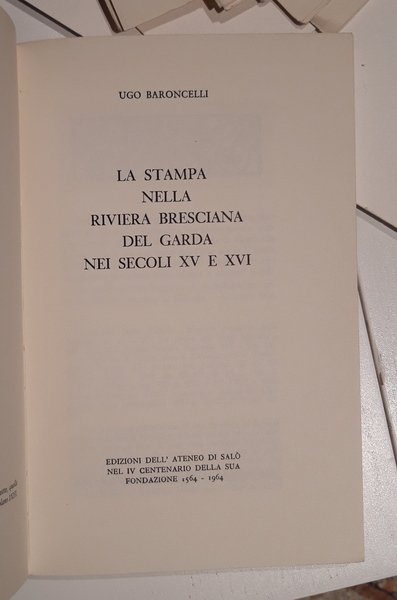 UGO BARONCELLI
LA STAMPA
NELLA
RIVIERA BRESCIANA
DEL GARDA
NEI SECOLI XV E XVI
EDIZIONI DELL' ATENEO DI SALÒ
NEL IV CENTENARIO DELLA SUA
FONDAZIONE 1564 - 1964